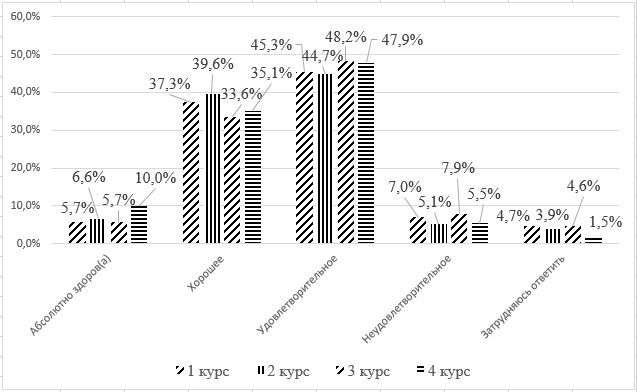 60,0%
50,0%
40,0%
30,0%
20,0%
10,0%
0,0%
5,7% 6,6% 5,7% 10,0%
37,3% 39,6% 33,6% 35,1%
45,3% 44,7% 48,2% 47,9%
7,0% 5,1% 7,9% 5,5%
4,7% 3,9% 4,6% 1,5%
Абсолютно здоров(а)
Хорошее
Удовлетворительное
Неудовлетворительное
Затрудняюсь ответить
1 курс 2 курс 3 курс 4 курс